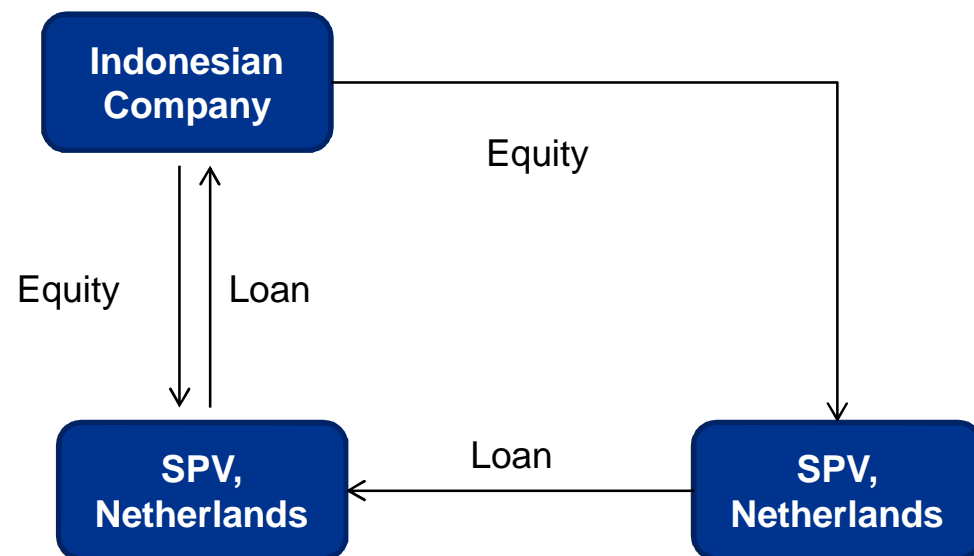 Indonesian
Company
Equity
Equity
Loan
SPV,
Netherlands
Loan
SPV,
Netherlands